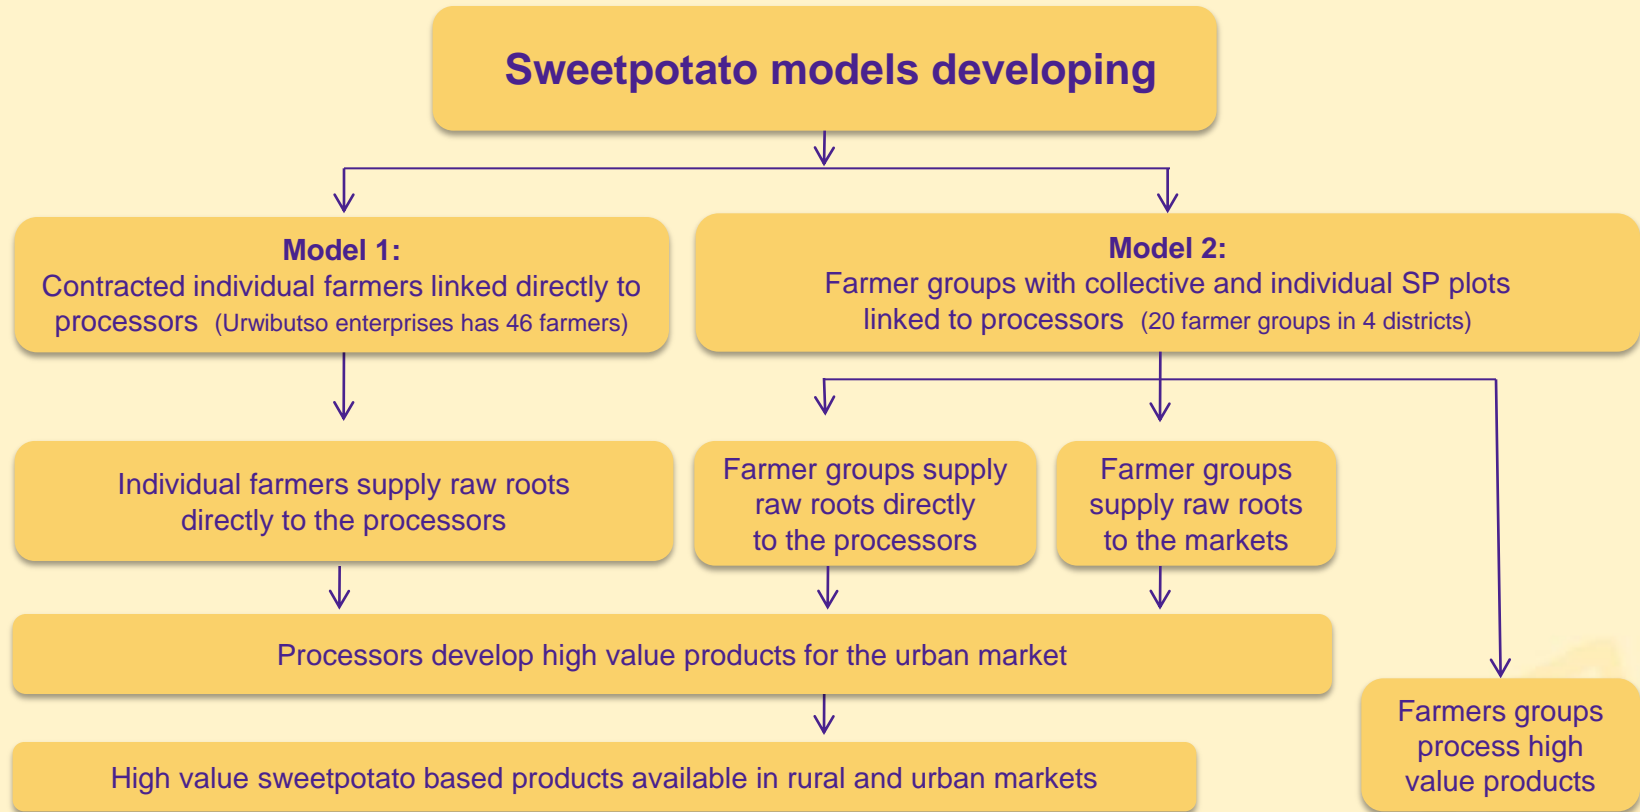 Sweetpotato models developing
Model 1:
Contracted individual farmers linked directly to
processors (Urwibutso enterprises has 46 farmers)
Model 2:
Farmer groups with collective and individual SP plots
linked to processors (20 farmer groups in 4 districts)
Individual farmers supply raw roots
directly to the processors
Farmer groups supply
raw roots directly
to the processors
Farmer groups
supply raw roots
to the markets
Processors develop high value products for the urban market
Farmers groups
process high
value products
High value sweetpotato based products available in rural and urban markets